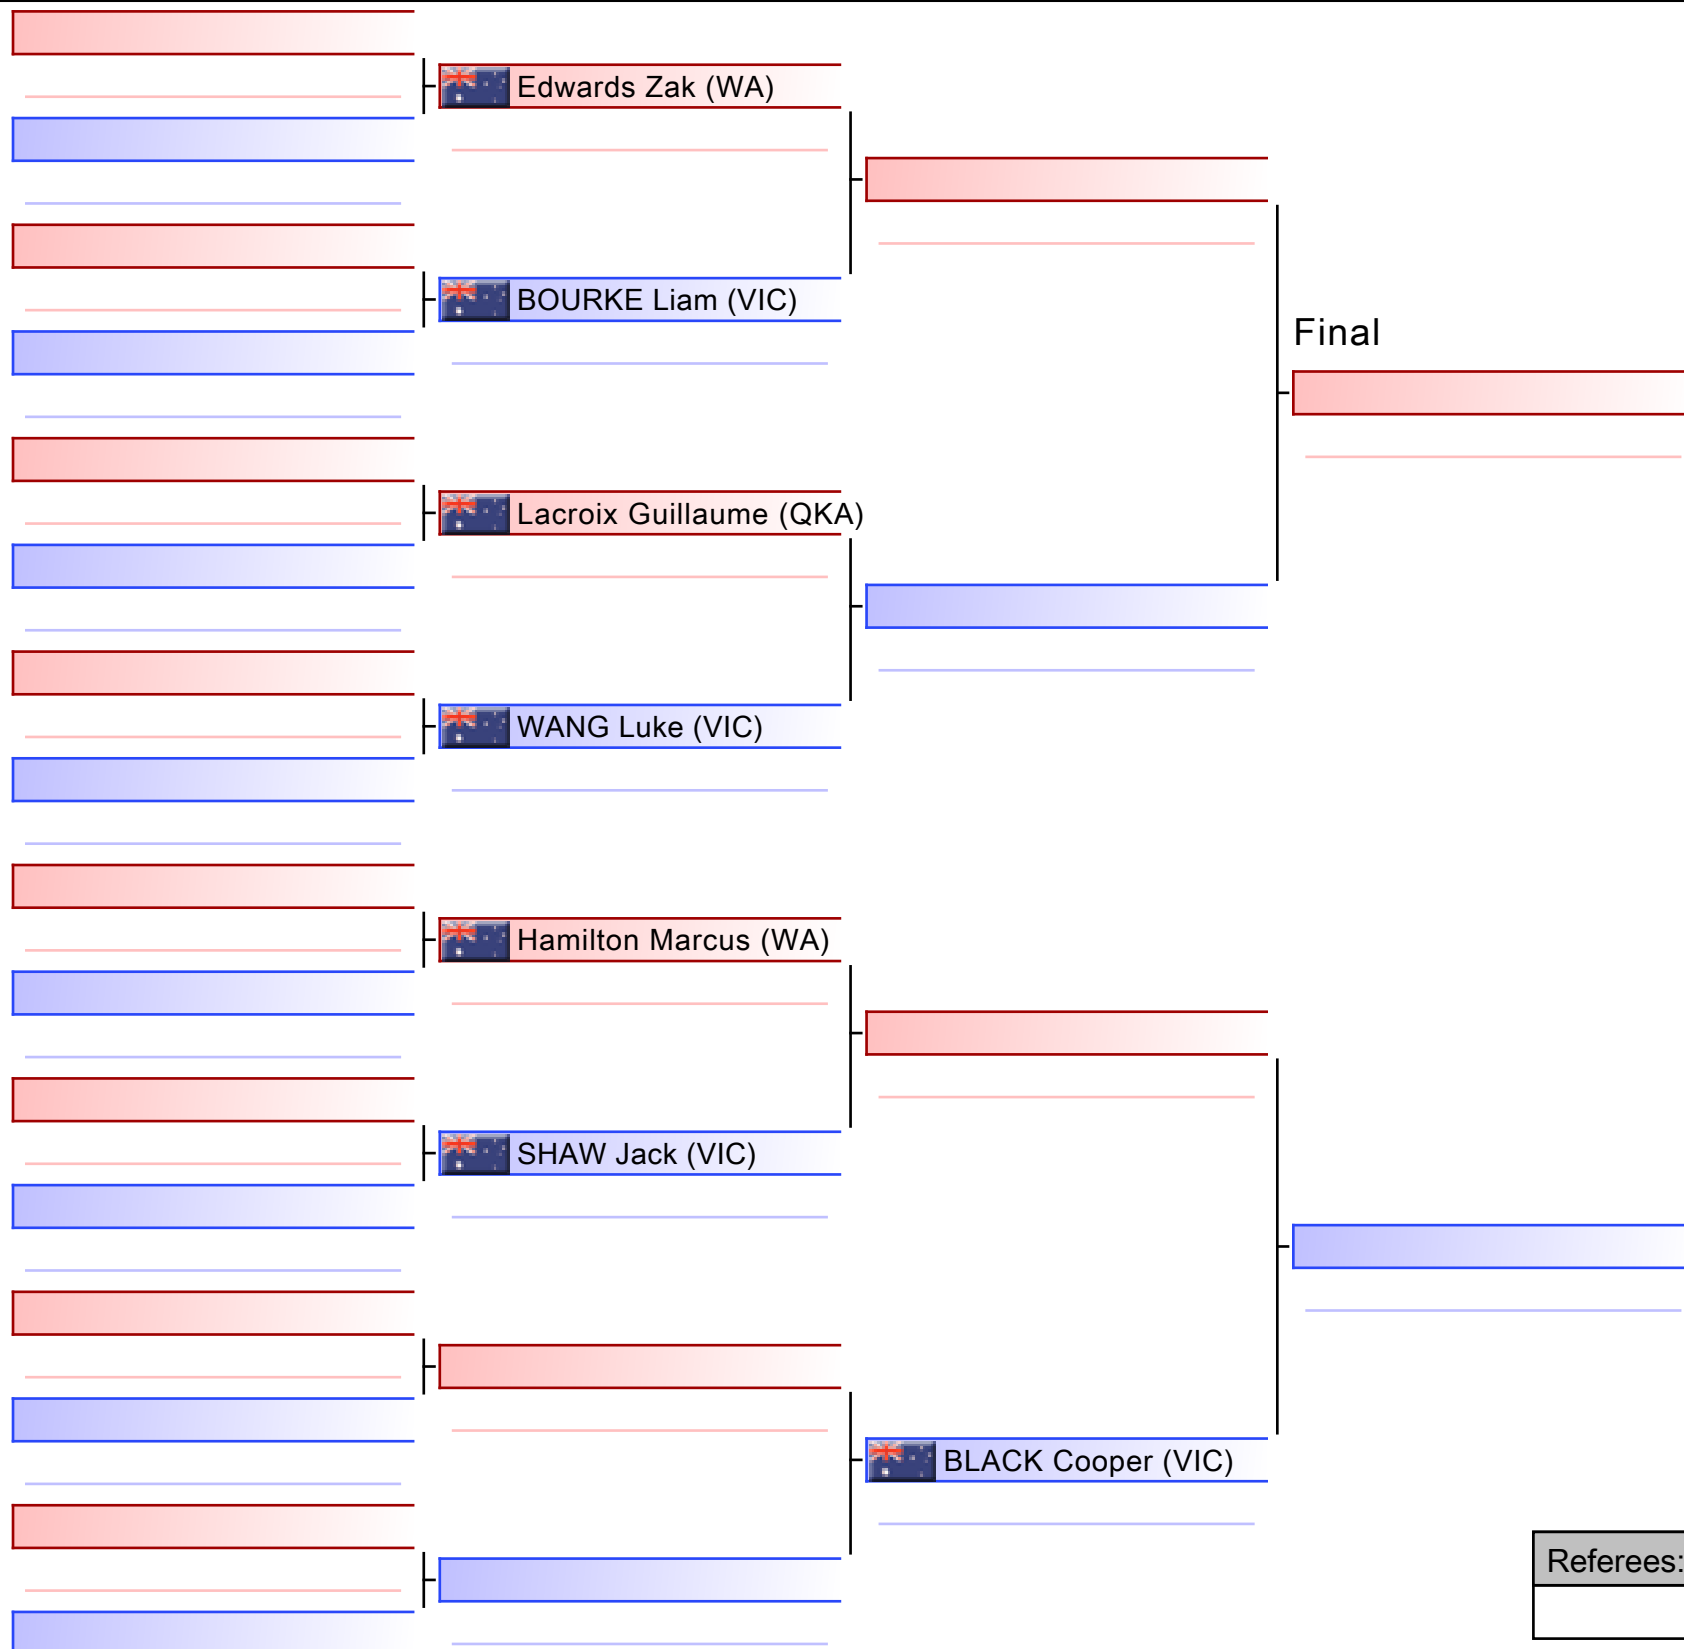 Edwards Zak (WA)
BOURKE Liam (VIC)
Final
Lacroix Guillaume (QKA)
WANG Luke (VIC)
Hamilton Marcus (WA)
SHAW Jack (VIC)
BLACK Cooper (VIC)
Referees: